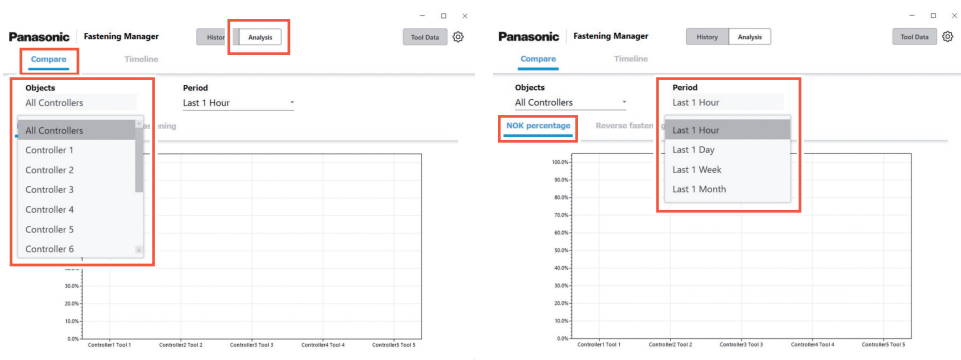 Panasonic Fastening Manager Analysis Tool Data
Compare Timeline
Objects Period
All Controllers Last 1 Hour
All Controllers
Controller 1
Controller 2
Controller 3
Controller 4
Controller 5
Controller 6
30.0%
20.0%
10.0%
0.0%
Controller1 Tool 1 Controller2 Tool 2 Controller3 Tool 3 Controller4 Tool 4 Controller5 Tool 5
Panasonic Fastening Manager History Analysis Tool Data
Compare Timeline
Objects Period
All Controllers Last 1 Hour
NOK percentage Reverse
Last 1 Hour
Last 1 Day
Last 1 Week
Last 1 Month
100.0%
90.0%
80.0%
70.0%
60.0%
50.0%
40.0%
30.0%
20.0%
10.0%
0.0%
Controller1 Tool 1 Controller2 Tool 2 Controller3 Tool 3 Controller4 Tool 4 Controller5 Tool 5